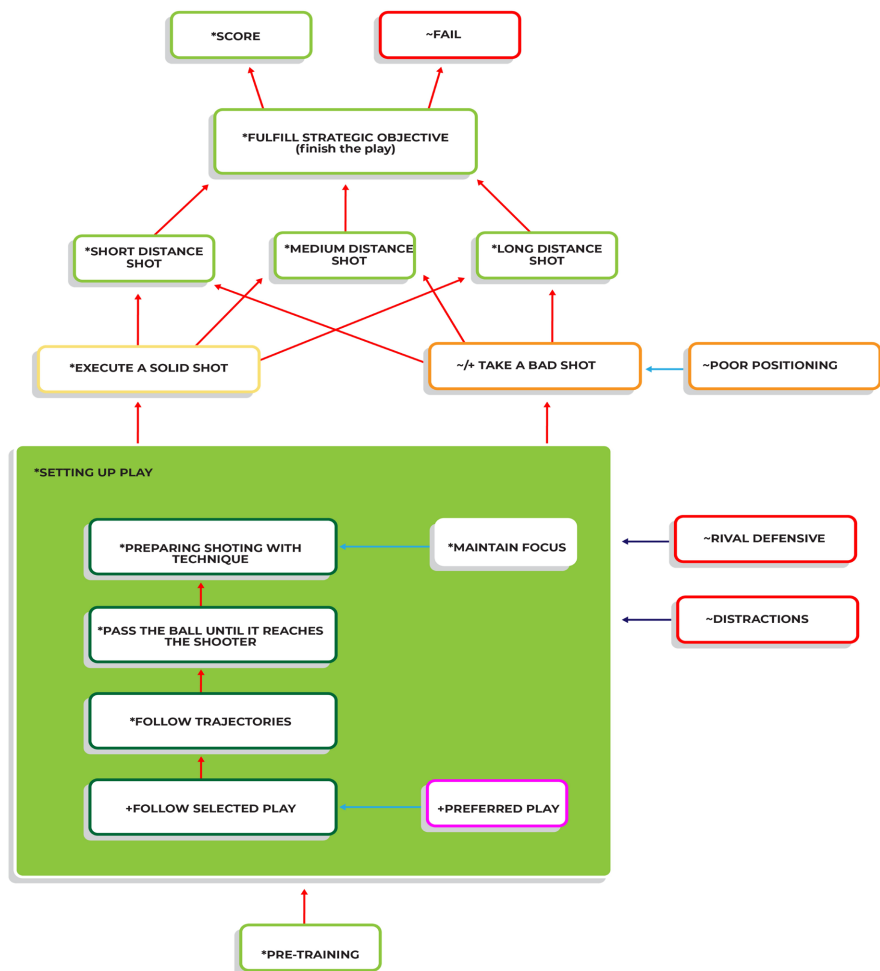 *SCORE
~FAIL
*FULFILL STRATEGIC OBJECTIVE
(finish the play)
*SHORT DISTANCE
SHOT
*MEDIUM DISTANCE
SHOT
*LONG DISTANCE
SHOT
*EXECUTE A SOLID SHOT
~/+ TAKE A BAD SHOT
~POOR POSITIONING
*SETTING UP PLAY
*PREPARING SHOTING WITH
TECHNIQUE
*MAINTAIN FOCUS
~RIVAL DEFENSIVE
*PASS THE BALL UNTIL IT REACHES
THE SHOOTER
~DISTRACTIONS
*FOLLOW TRAJECTORIES
+FOLLOW SELECTED PLAY
+PREFERRED PLAY
*PRE-TRAINING